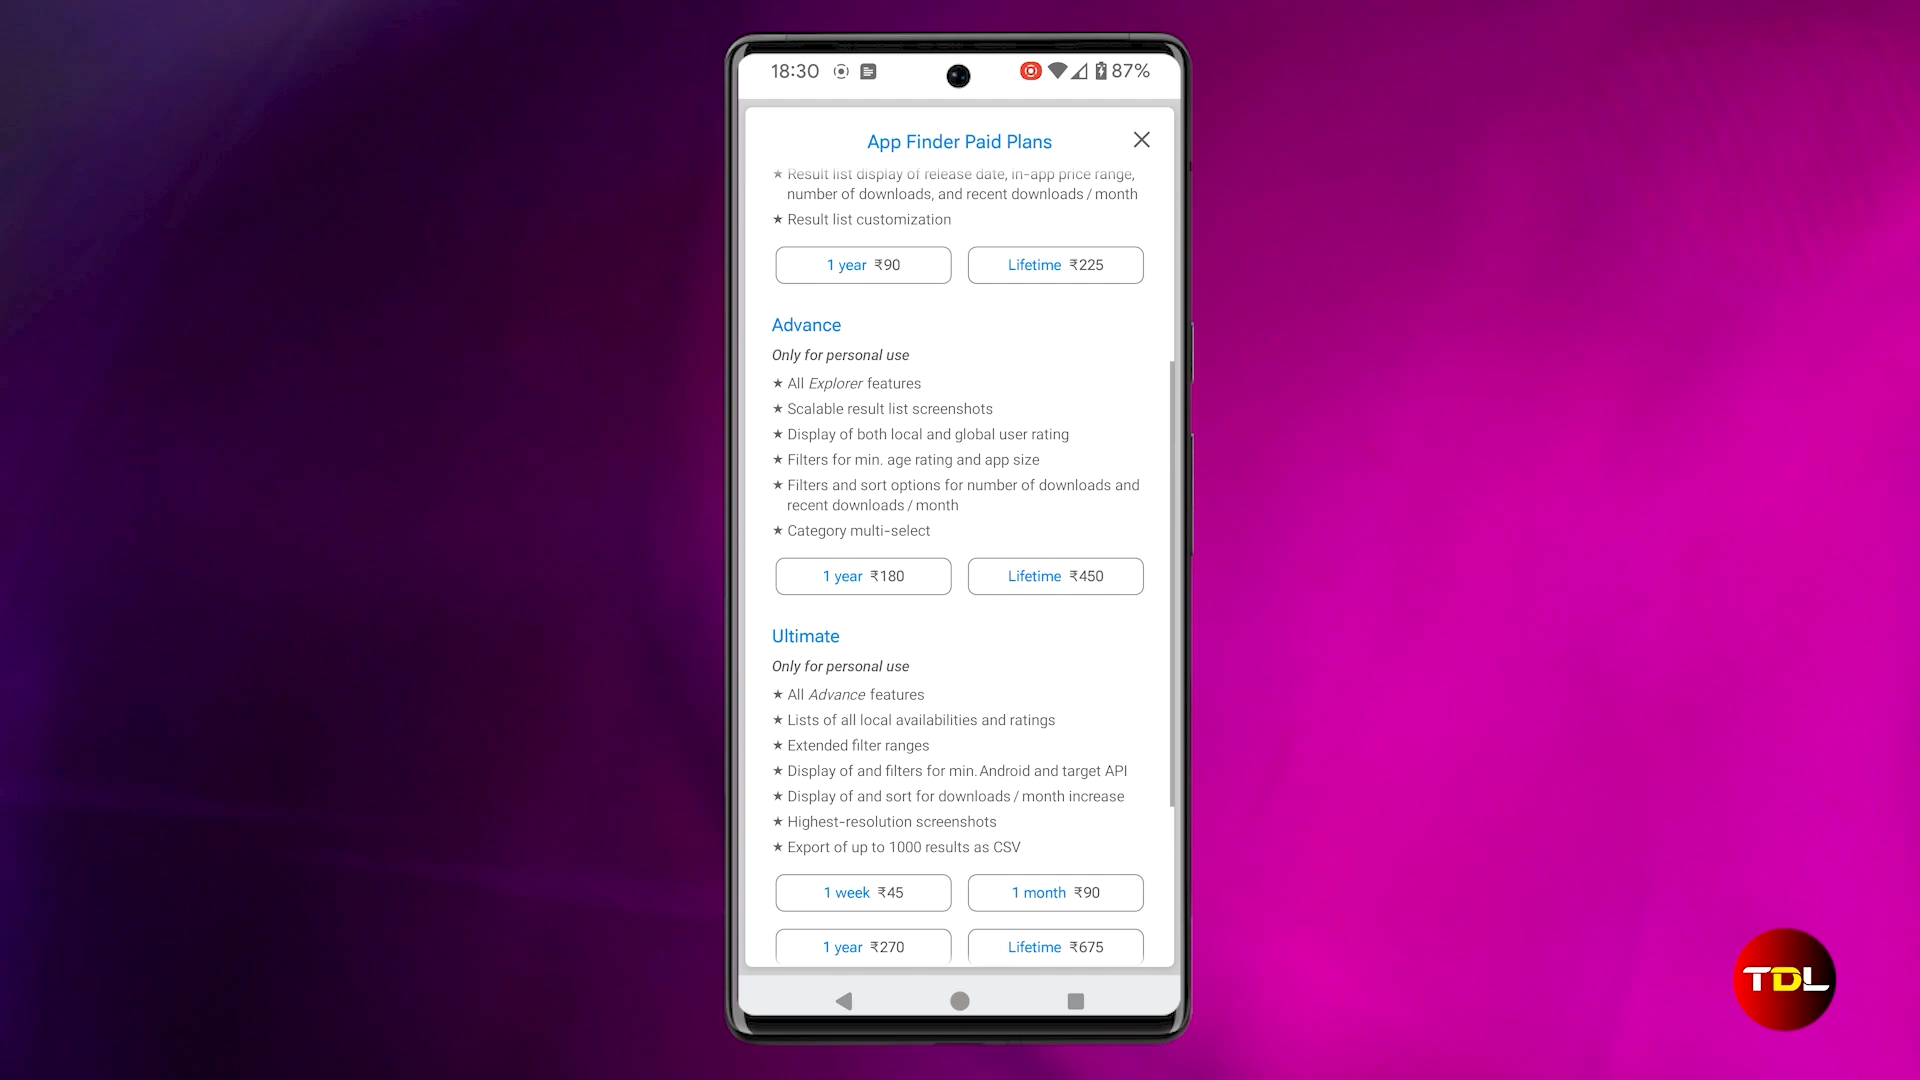 18:30
87%
App Finder Paid Plans
★ Result list display of release date, in-app price range,
number of downloads, and recent downloads / month
★ Result list customization
1 year ₹90
Lifetime ₹225
Advance
Only for personal use
★ All Explorer features
★ Scalable result list screenshots
★ Display of both local and global user rating
★ Filters for min. age rating and app size
★ Filters and sort options for number of downloads and
recent downloads / month
★ Category multi-select
1 year ₹180
Lifetime ₹450
Ultimate
Only for personal use
★ All Advance features
★ Lists of all local availabilities and ratings
★ Extended filter ranges
★ Display of and filters for min. Android and target API
★ Display of and sort for downloads / month increase
★ Highest-resolution screenshots
★ Export of up to 1000 results as CSV
1 week ₹45
1 month ₹90
1 year ₹270
Lifetime ₹675
TDL